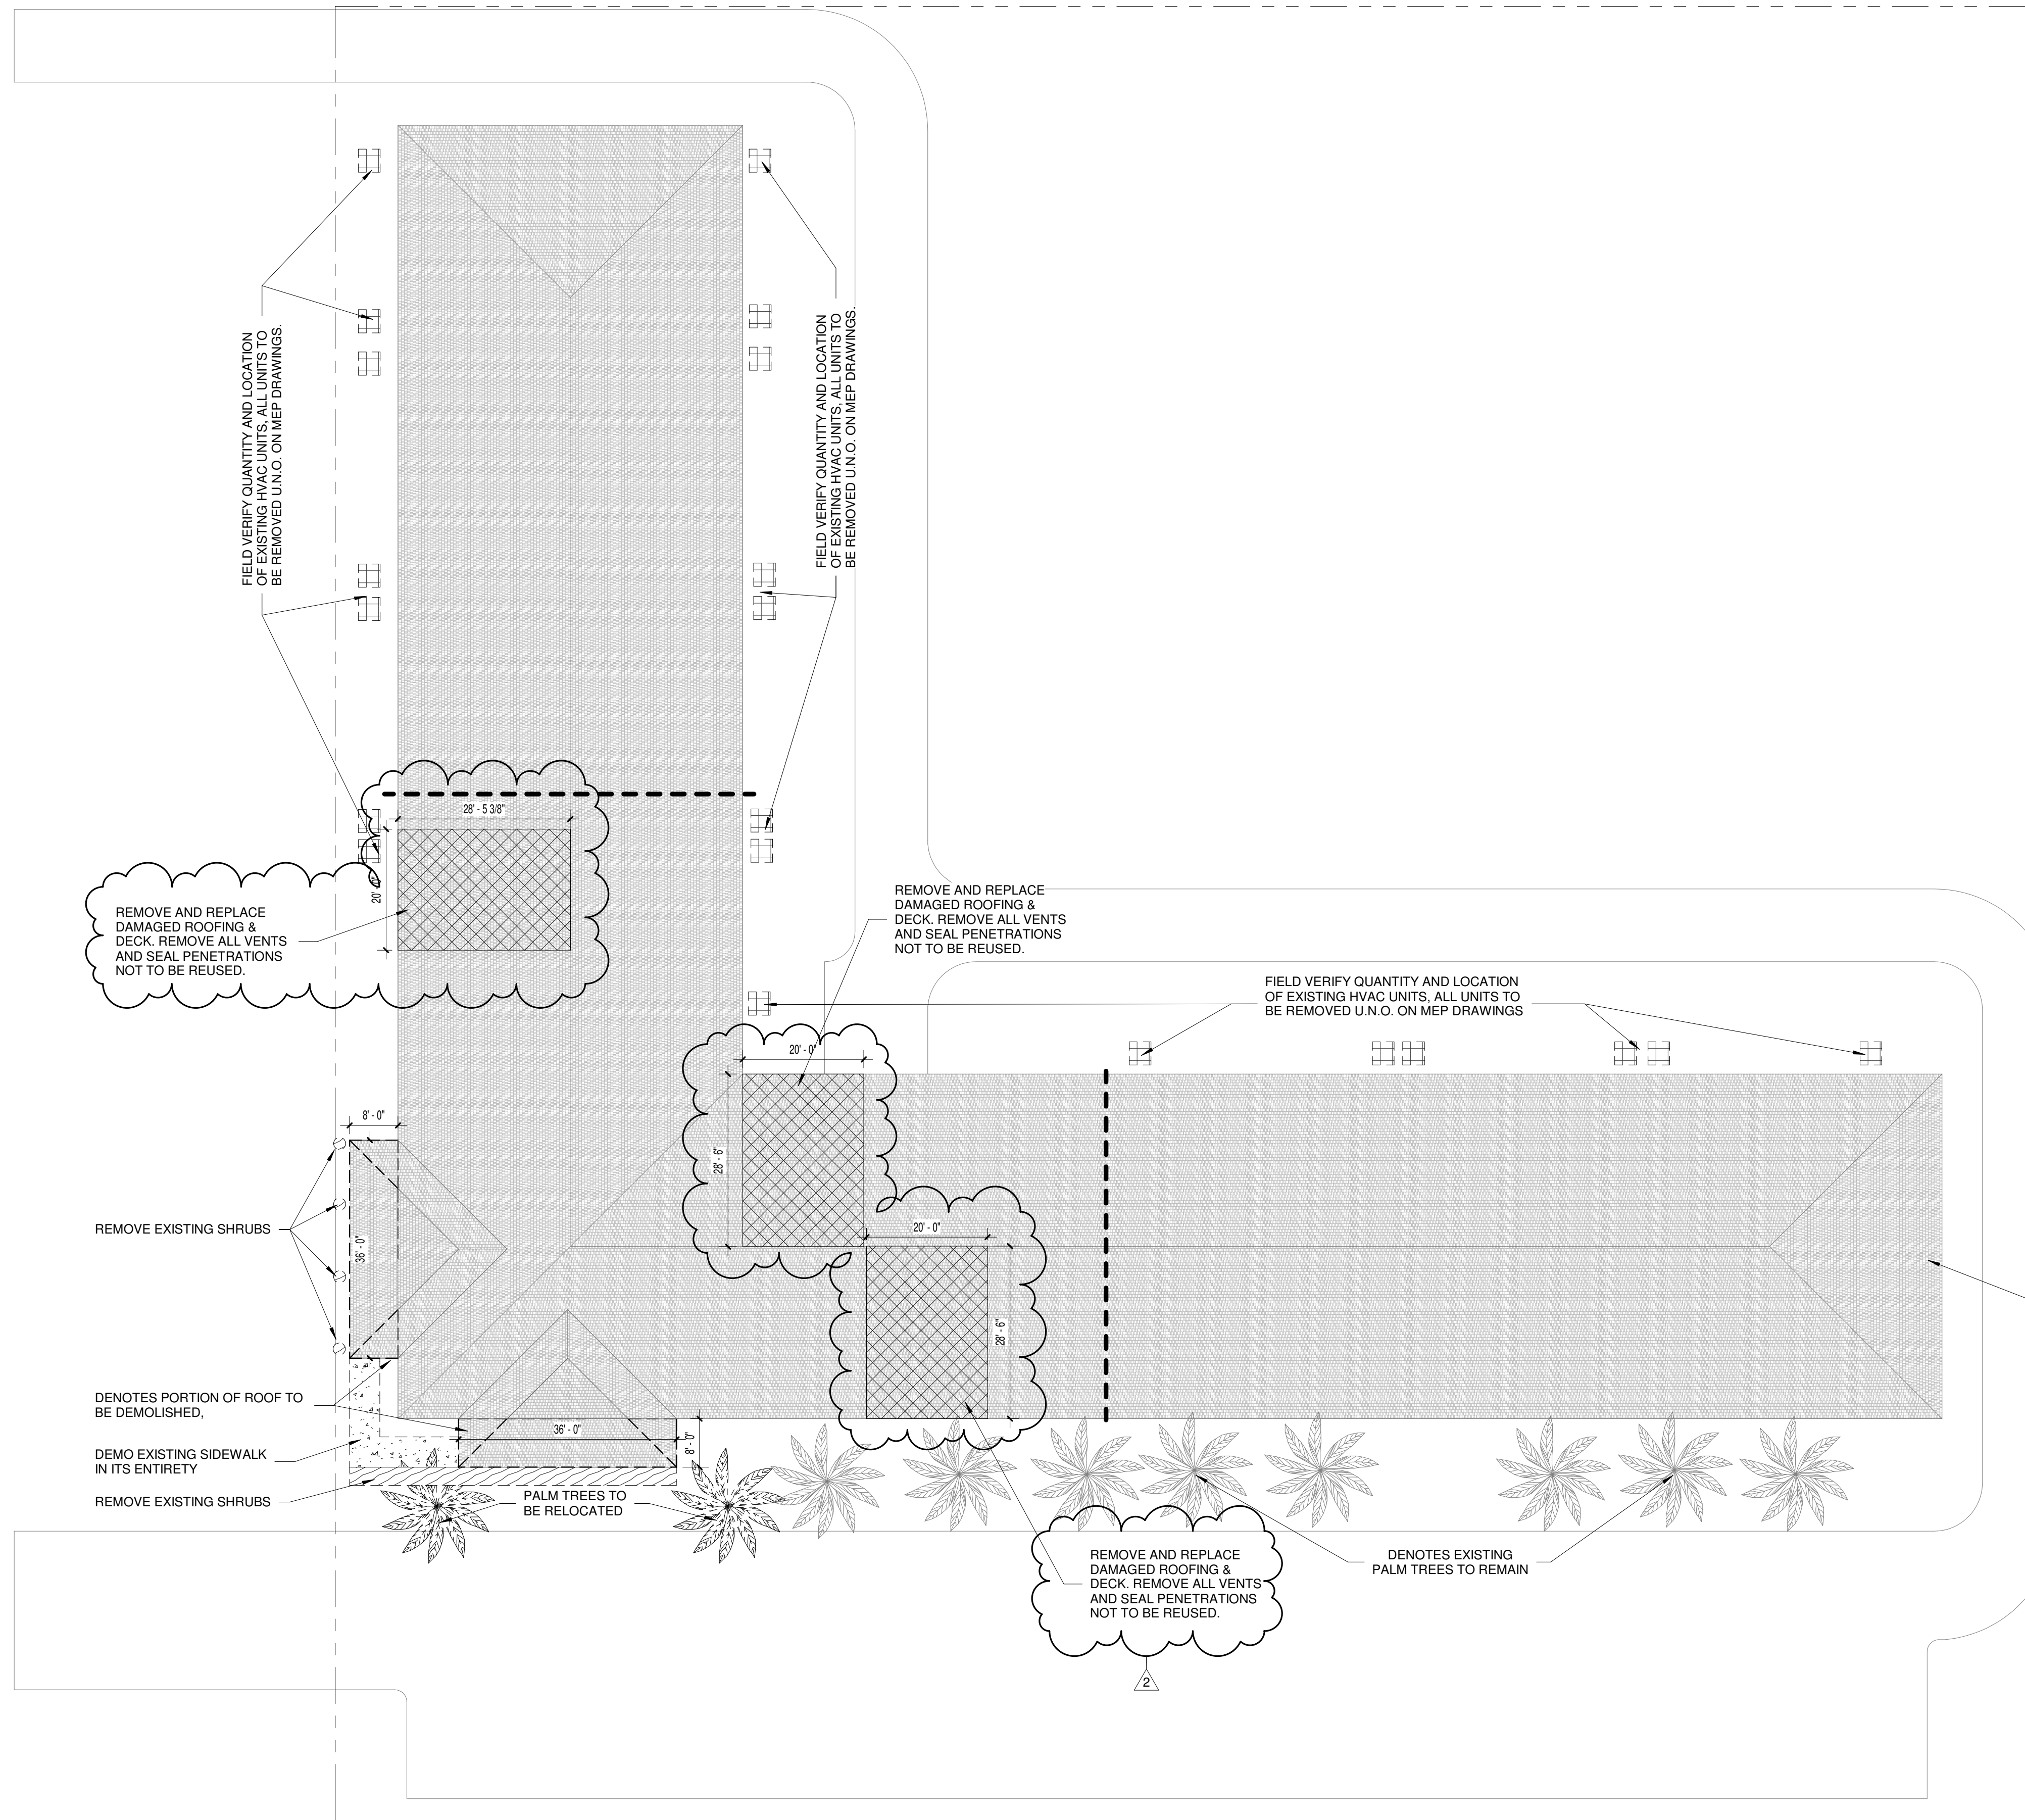 FIELD VERIFY QUANTITY AND LOCATION
OF EXISTING HVAC UNITS, ALL UNITS TO
BE REMOVED U.N.O. ON MEP DRAWINGS.
FIELD VERIFY QUANTITY AND LOCATION
OF EXISTING HVAC UNITS, ALL UNITS TO
BE REMOVED U.N.O. ON MEP DRAWINGS.
28' - 5 3/8"
20' - 0"
REMOVE AND REPLACE
DAMAGED ROOFING &
DECK. REMOVE ALL VENTS
AND SEAL PENETRATIONS
NOT TO BE REUSED.
REMOVE AND REPLACE
DAMAGED ROOFING &
DECK. REMOVE ALL VENTS
AND SEAL PENETRATIONS
NOT TO BE REUSED.
FIELD VERIFY QUANTITY AND LOCATION
OF EXISTING HVAC UNITS, ALL UNITS TO
BE REMOVED U.N.O. ON MEP DRAWINGS
20' - 0"
28' - 6"
8' - 0"
36' - 0"
REMOVE EXISTING SHRUBS
20' - 0"
28' - 6"
DENOTES PORTION OF ROOF TO
BE DEMOLISHED,
36' - 0"
8' - 0"
DEMO EXISTING SIDEWALK
IN ITS ENTIRETY
REMOVE EXISTING SHRUBS
PALM TREES TO
BE RELOCATED
REMOVE AND REPLACE
DAMAGED ROOFING &
DECK. REMOVE ALL VENTS
AND SEAL PENETRATIONS
NOT TO BE REUSED.
DENOTES EXISTING
PALM TREES TO REMAIN
2